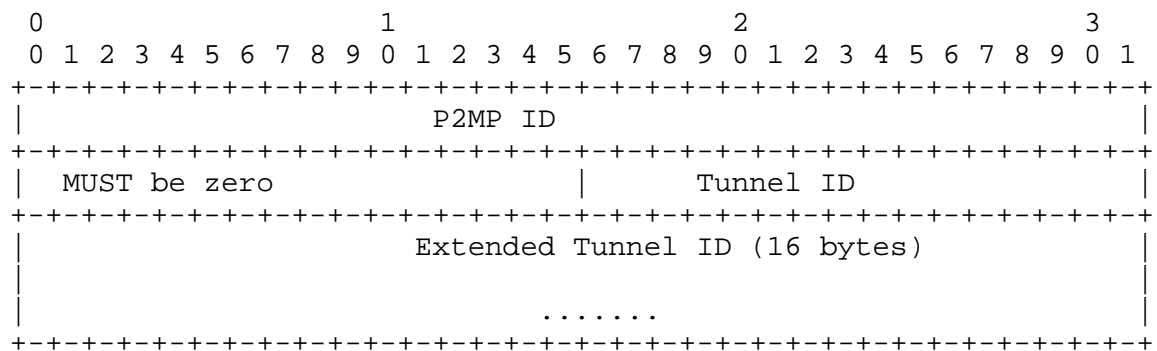 0                   1                   2                   3
 0 1 2 3 4 5 6 7 8 9 0 1 2 3 4 5 6 7 8 9 0 1 2 3 4 5 6 7 8 9 0 1
+-+-+-+-+-+-+-+-+-+-+-+-+-+-+-+-+-+-+-+-+-+-+-+-+-+-+-+-+-+-+-+-+
|                       P2MP ID                                 |
+-+-+-+-+-+-+-+-+-+-+-+-+-+-+-+-+-+-+-+-+-+-+-+-+-+-+-+-+-+-+-+-+
|  MUST be zero                 |      Tunnel ID                |
+-+-+-+-+-+-+-+-+-+-+-+-+-+-+-+-+-+-+-+-+-+-+-+-+-+-+-+-+-+-+-+-+
|                      Extended Tunnel ID (16 bytes)            |
|                                                               |
|                             .......                           |
+-+-+-+-+-+-+-+-+-+-+-+-+-+-+-+-+-+-+-+-+-+-+-+-+-+-+-+-+-+-+-+-+